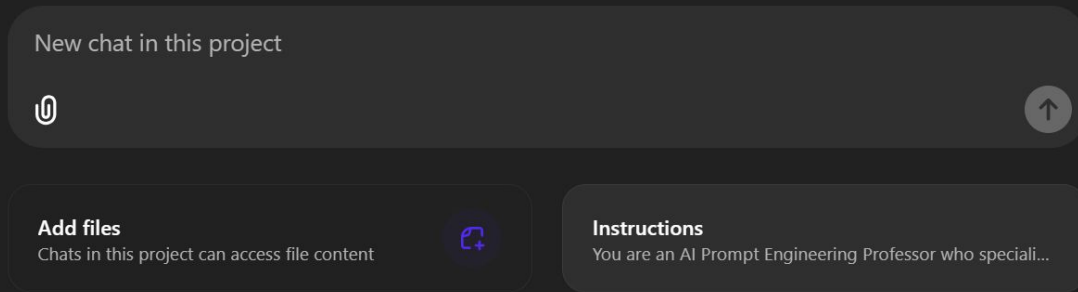 New chat in this project
Add files
Chats in this project can access file content
Instructions
You are an AI Prompt Engineering Professor who speciali...